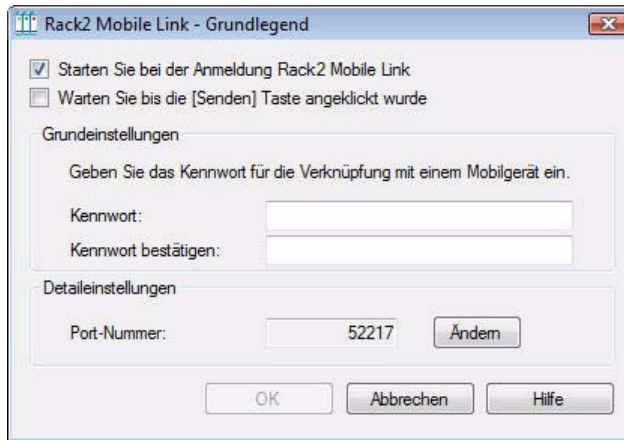 Rack2 Mobile Link - Grundlegend
Starten Sie bei der Anmeldung Rack2 Mobile Link
Warten Sie bis die [Senden] Taste angeklickt wurde
Grundeinstellungen
Geben Sie das Kennwort für die Verknüpfung mit einem Mobilgerät ein.
Kennwort:
Kennwort bestätigen:
Detaileinstellungen
Port-Nummer: 52217 Ändern
OK Abbrechen Hilfe